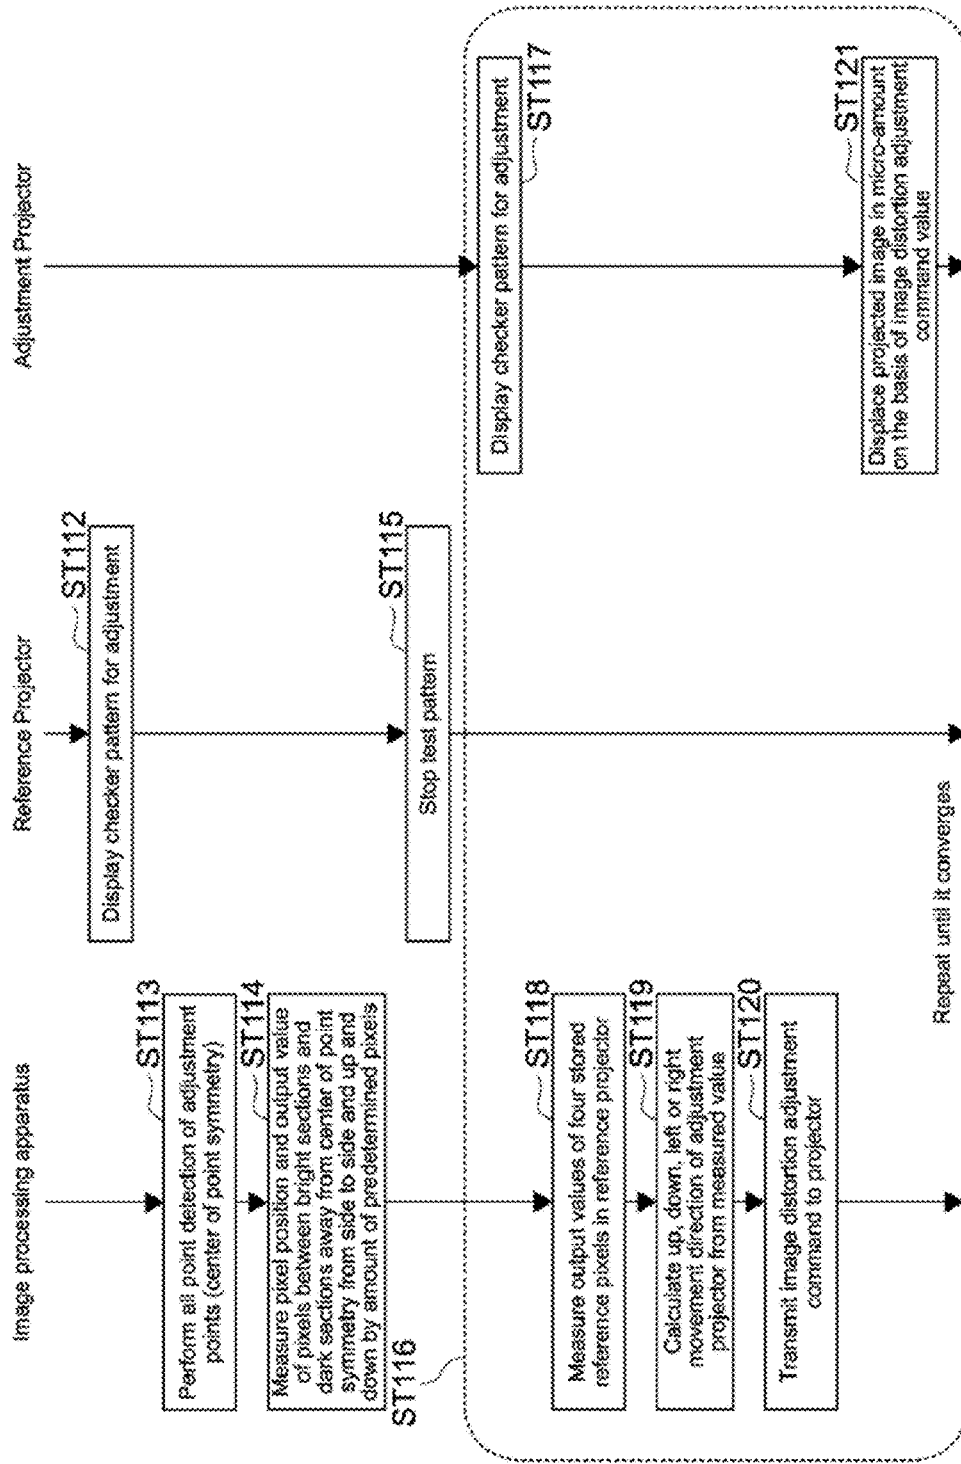 Image processing apparatus
Reference Projector
Adjustment Projector
ST112
Display checker pattern for adjustment
ST113
Perform all point detection of adjustment
points (center of point symmetry)
ST114
Measure pixel position and output value
of pixels between bright sections and
dark sections away from center of point
symmetry from side to side and up and
down by amount of predetermined pixels
ST115
Stop test pattern
ST116
ST117
Display checker pattern for adjustment
ST118
Measure output values of four stored
reference pixels in reference projector
ST119
Calculate up, down, left or right
movement direction of adjustment
projector from measured value
ST120
Transmit image distortion adjustment
command to projector
ST121
Displace projected image in micro-amount
on the basis of image distortion adjustment
command value
Repeat until it converges